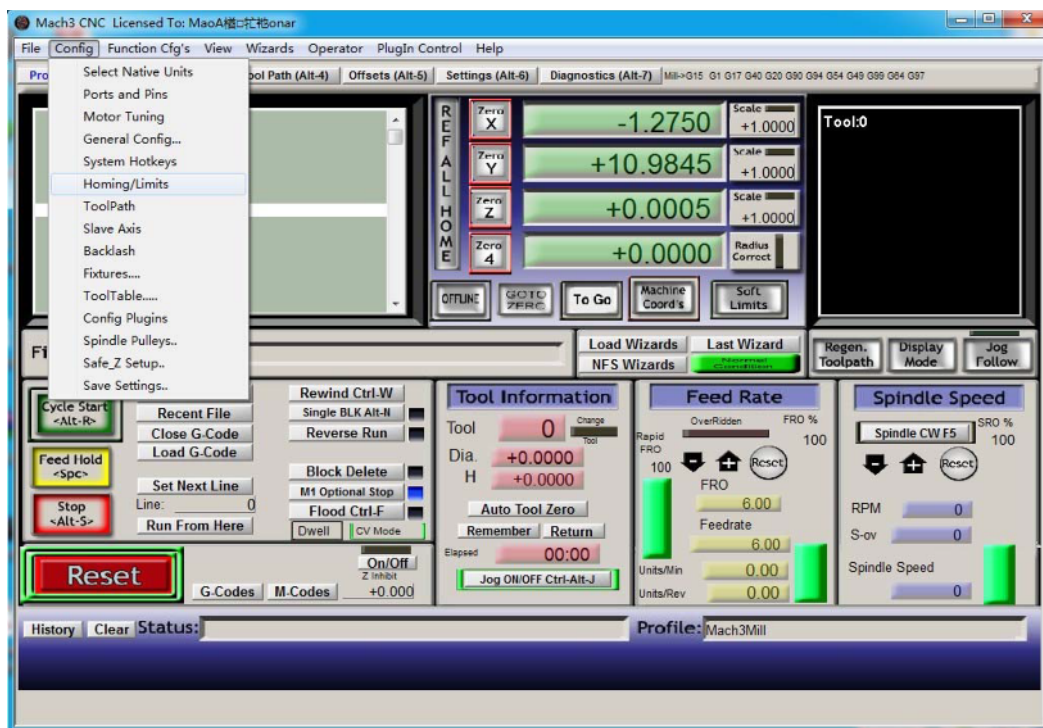 Mach3 CNC Licensed To: MaoA
File Config Function Cfg's View Wizards Operator PlugIn Control Help
Pro
ool Path (Alt-4) Offsets (Alt-5) Settings (Alt-6) Diagnostics (Alt-7) Mill->G15 G1 G17 G40 G20 G90 G94 G54 G49 G99 G64 G97
Select Native Units
Ports and Pins
Motor Tuning
General Config...
System Hotkeys
Homing/Limits
ToolPath
Slave Axis
Backlash
Fixtures....
ToolTable.....
Config Plugins
Spindle Pulleys..
Safe_Z Setup..
Save Settings..
REF ALL HOME
Zero X -1.2750 Scale +1.0000
Zero Y +10.9845 Scale +1.0000
Zero Z +0.0005 Scale +1.0000
Zero 4 +0.0000 Radius Correct
OFFLINE GOTO ZERO To Go Machine Coord's Soft Limits
Tool:0
Load Wizards Last Wizard
NFS Wizards Normal Condition
Regen. Toolpath Display Mode Jog Follow
Cycle Start
<Alt-R>
Feed Hold
<Spc>
Stop
<Alt-S>
Recent File
Close G-Code
Load G-Code
Set Next Line
Line: 0
Run From Here
Rewind Ctrl-W
Single BLK Alt-N
Reverse Run
Block Delete
M1 Optional Stop
Flood Ctrl-F
Dwell CV Mode
Reset
G-Codes M-Codes
On/Off
Z Inhibit
+0.000
Tool Information
Tool 0 Change Tool
Dia. +0.0000
H +0.0000
Auto Tool Zero
Remember Return
Elapsed 00:00
Jog ON/OFF Ctrl-Alt-J
Feed Rate
OverRidden FRO %
100
Rapid FRO
100
Reset
FRO
6.00
Feedrate
6.00
Units/Min 0.00
Units/Rev 0.00
Spindle Speed
Spindle CW F5
SRO %
100
Reset
RPM 0
S-ov 0
Spindle Speed
0
History Clear Status: Profile: Mach3Mill